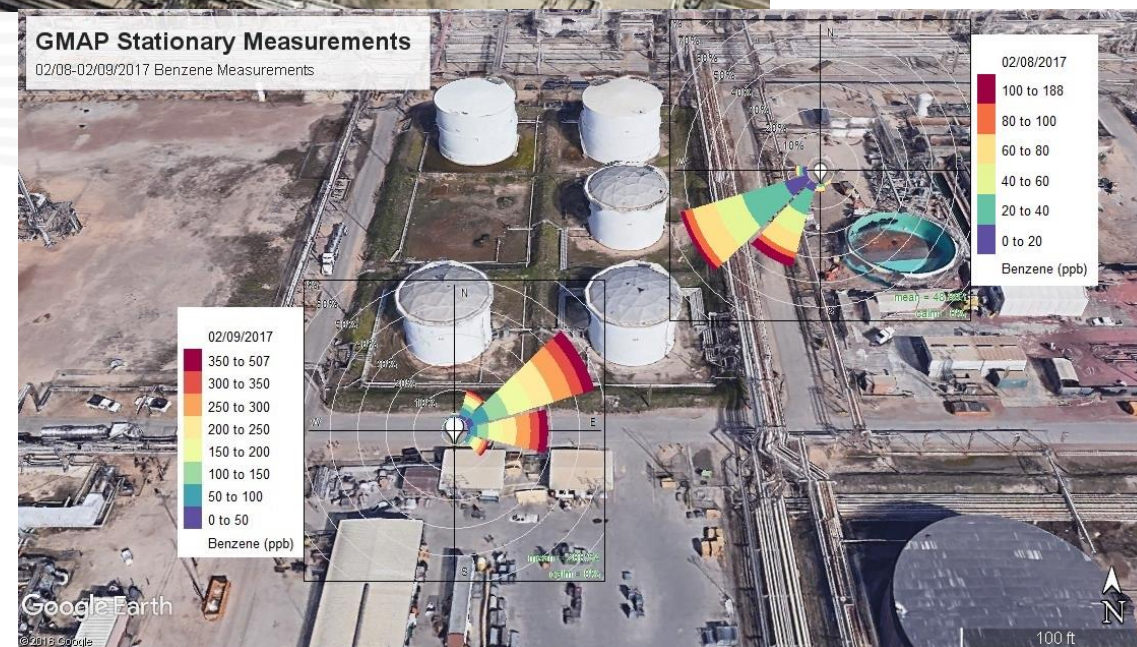 GMAP Stationary Measurements
02/08-02/09/2017 Benzene Measurements
02/08/2017
100 to 188
80 to 100
60 to 80
40 to 60
20 to 40
0 to 20
Benzene (ppb)
N
50%
10%
02/09/2017
350 to 507
300 to 350
250 to 300
200 to 250
150 to 200
100 to 150
50 to 100
0 to 50
Benzene (ppb)
N
E
S
Google Earth
© 2016 Google
N
100 ft